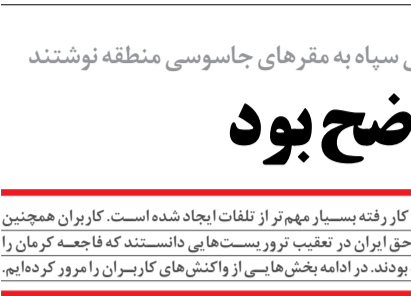 سپاه به مقرهای جاسوسی منطقه نوشتند
ضح بود
کار رفته بسیار مهم تر از تلفات ایجاد شده است. کاربران همچنین
حق ایران در تعقیب تروریست‌هایی دانستند که فاجعه کرمان را
بودند. در ادامه بخش‌هایی از واکنش‌های کاربران را مرور کرده‌ایم.